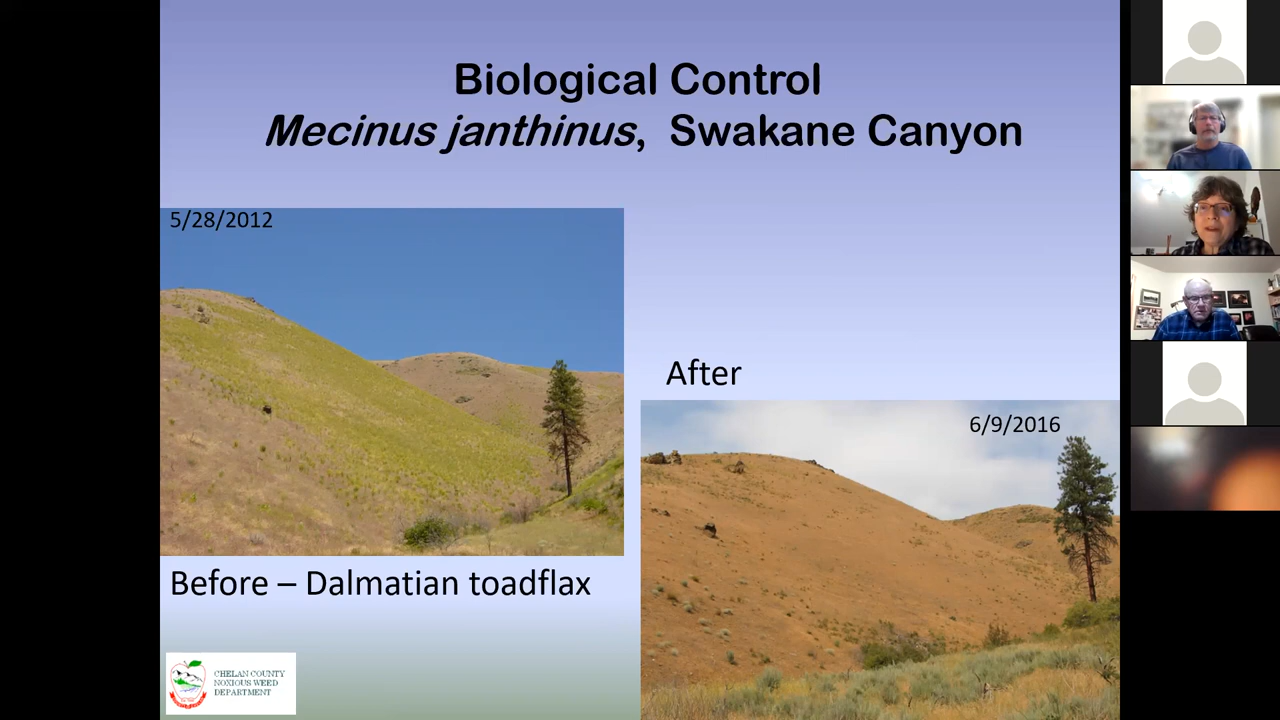 Biological Control
Mecinus janthinus, Swakane Canyon
5/28/2012
After
6/9/2016
Before – Dalmatian toadflax
CHELAN COUNTY
NOXIOUS WEED
DEPARTMENT